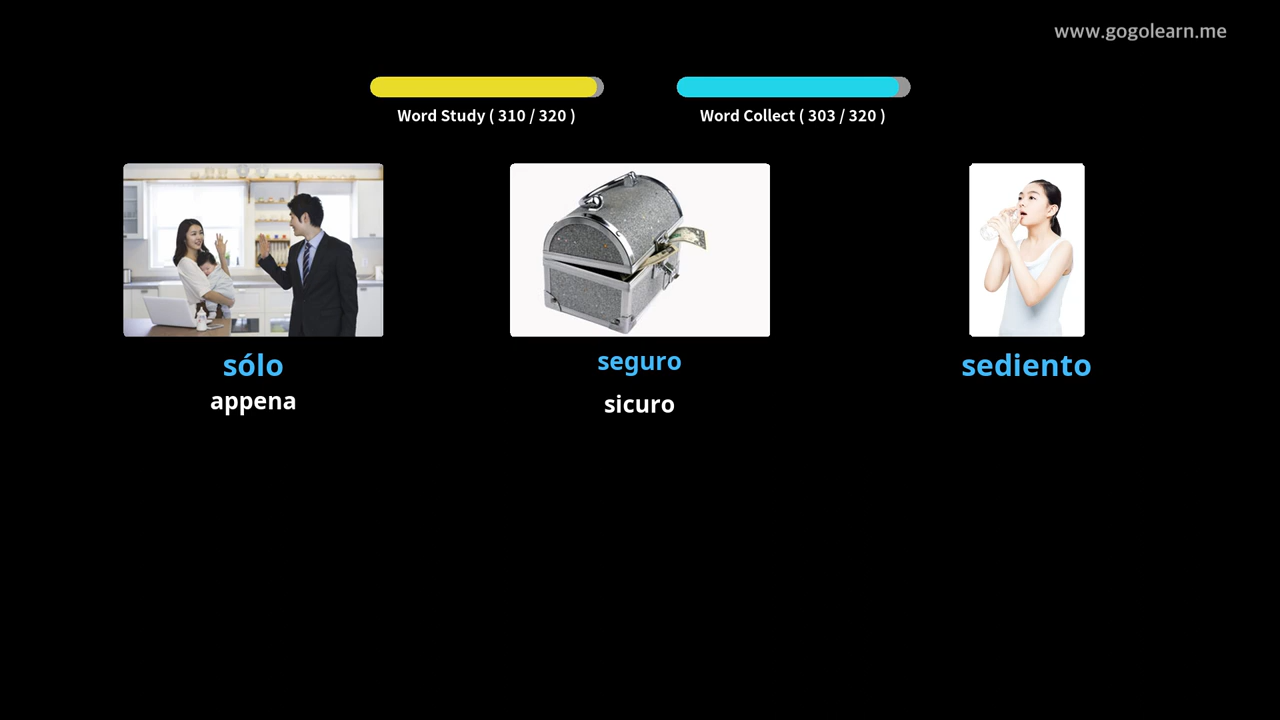 www.gogolearn.me
Word Study ( 310 / 320 )
Word Collect ( 303 / 320 )
sólo
appena
seguro
sicuro
sediento